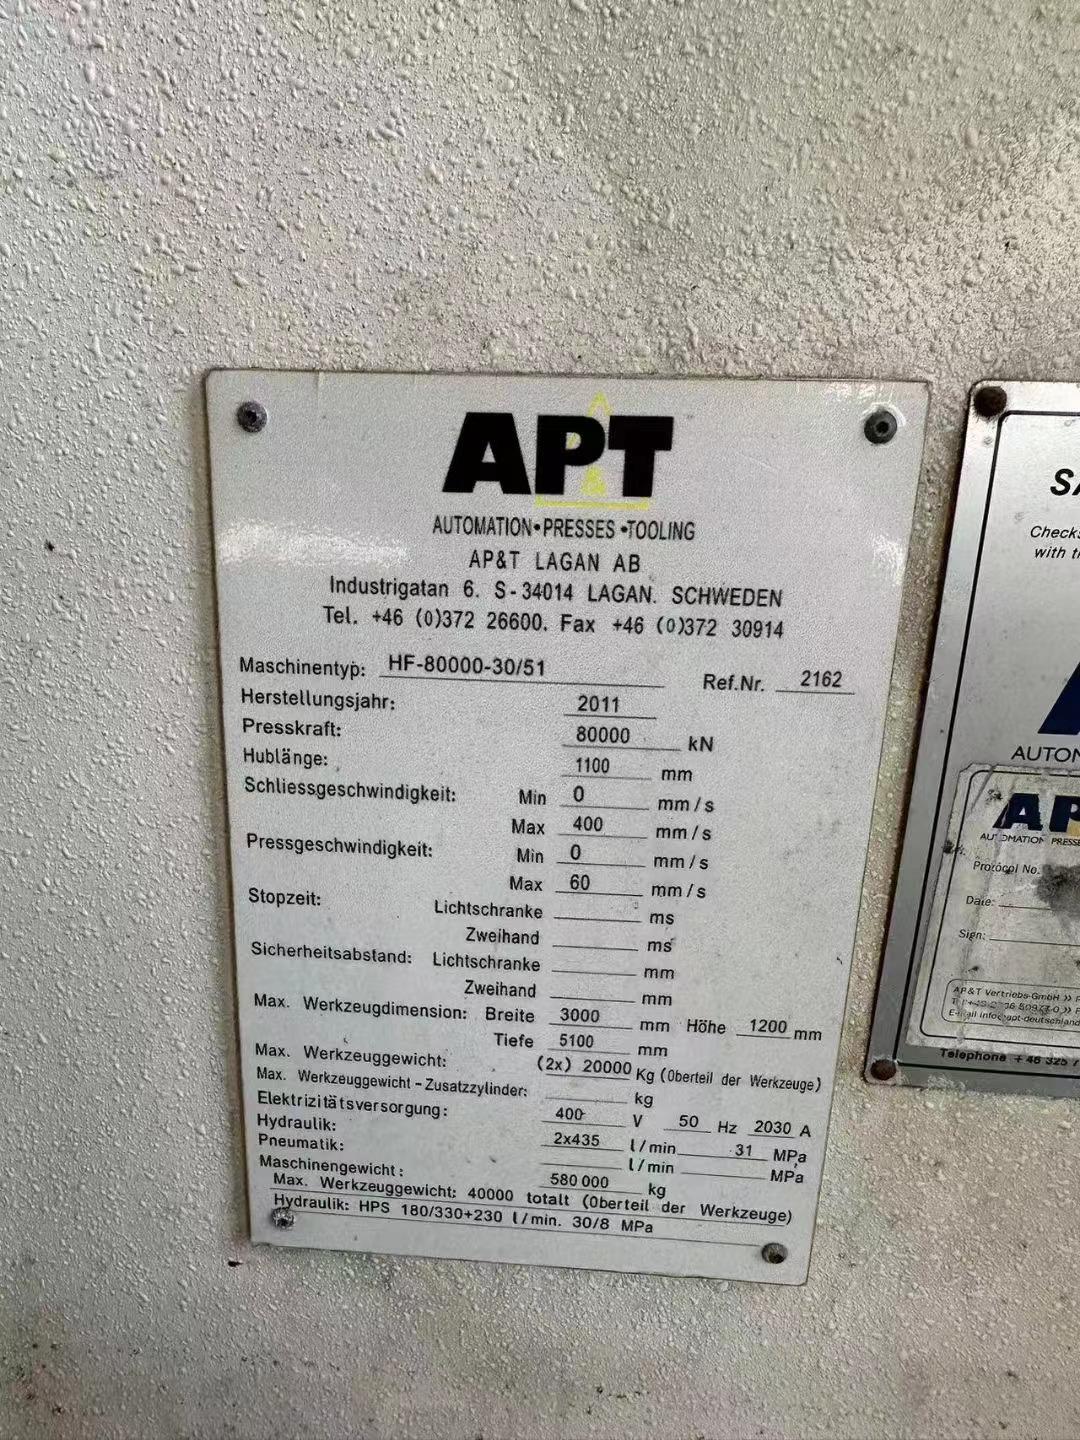 AP&T
AUTOMATION•PRESSES•TOOLING
AP&T LAGAN AB
Industrigatan 6. S-34014 LAGAN. SCHWEDEN
Tel. +46 (0)372 26600. Fax +46 (0)372 30914
Maschinentyp: HF-80000-30/51 Ref.Nr. 2162
Herstellungsjahr: 2011
Presskraft: 80000 kN
Hublänge: 1100 mm
Schliessgeschwindigkeit: Min 0 mm/s
Max 400 mm/s
Pressgeschwindigkeit: Min 0 mm/s
Max 60 mm/s
Stopzeit: Lichtschranke ms
Zweihand ms
Sicherheitsabstand: Lichtschranke mm
Zweihand mm
Max. Werkzeugdimension: Breite 3000 mm Höhe 1200 mm
Tiefe 5100 mm
Max. Werkzeuggewicht: (2x) 20000 Kg (Oberteil der Werkzeuge)
Max. Werkzeuggewicht-Zusatzzylinder: kg
Elektrizitätsversorgung: 400 V 50 Hz 2030 A
Hydraulik: 2x435 l/min 31 MPa
Pneumatik: l/min MPa
Maschinengewicht: 580 000 kg
Max. Werkzeuggewicht: 40000 totalt (Oberteil der Werkzeuge)
Hydraulik: HPS 180/330+230 l/min. 30/8 MPa
Checks
with
AUTOM
AP
AUTOMATION PRESSE
Protocol No.
Date:
Sign:
AP&T Vertriebs-GmbH »
Telephone +46 325